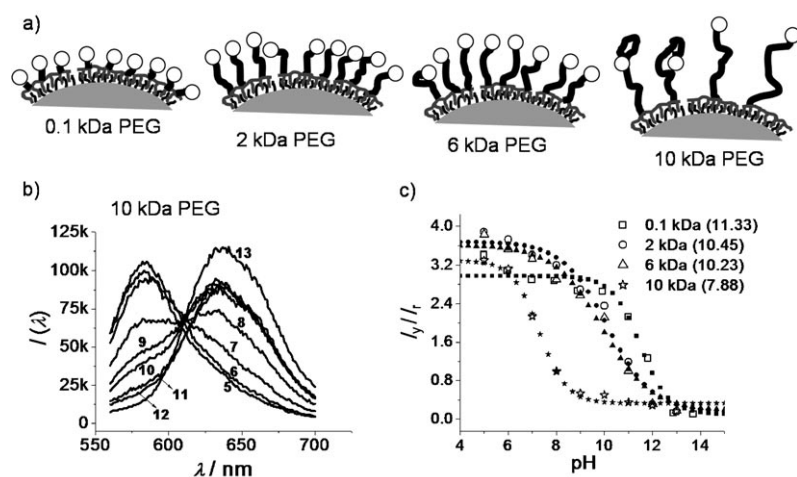 a)
0.1 kDa PEG
2 kDa PEG
6 kDa PEG
10 kDa PEG
b)
10 kDa PEG
125k
100k
75k
50k
25k
0
I (λ)
13
9
8
10
7
6
11
5
12
550
600
650
700
λ / nm
c)
4.0
3.2
2.4
1.6
0.8
0.0
Iy / Ir
0.1 kDa (11.33)
2 kDa (10.45)
6 kDa (10.23)
10 kDa (7.88)
4
6
8
10
12
14
pH